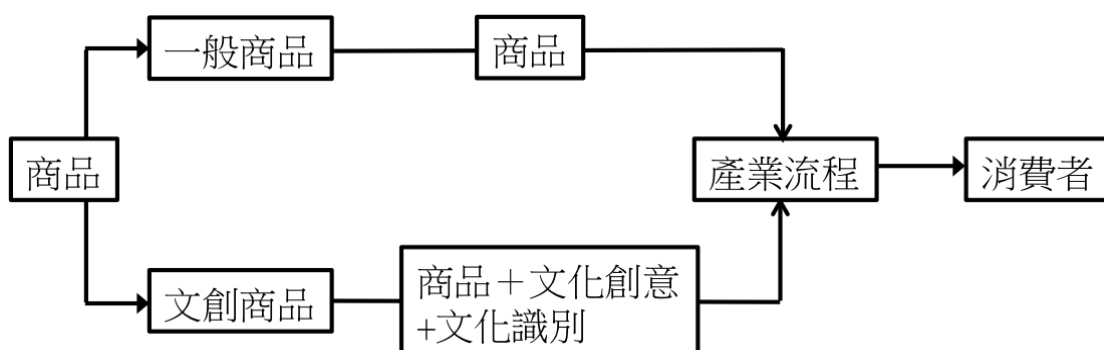 一般商品
商品
商品
產業流程
消費者
文創商品
商品＋文化創意
+文化識別